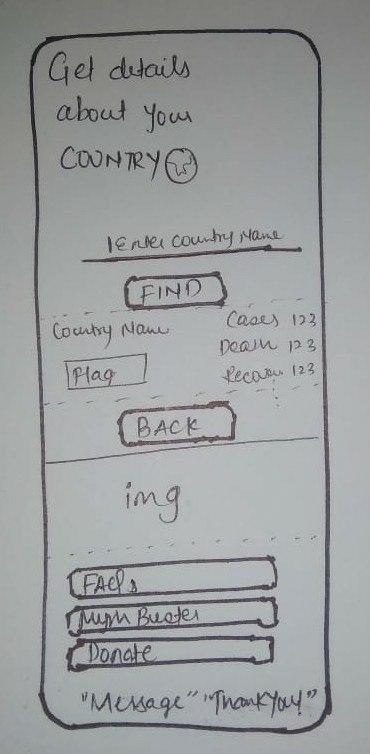 Get details
about your
COUNTRY
Enter Country Name
FIND
Country Name
Cases 123
Death 123
Flag
Recover 123
BACK
img
FAQs
Myth Buster
Donate
"Message" "Thank You!"